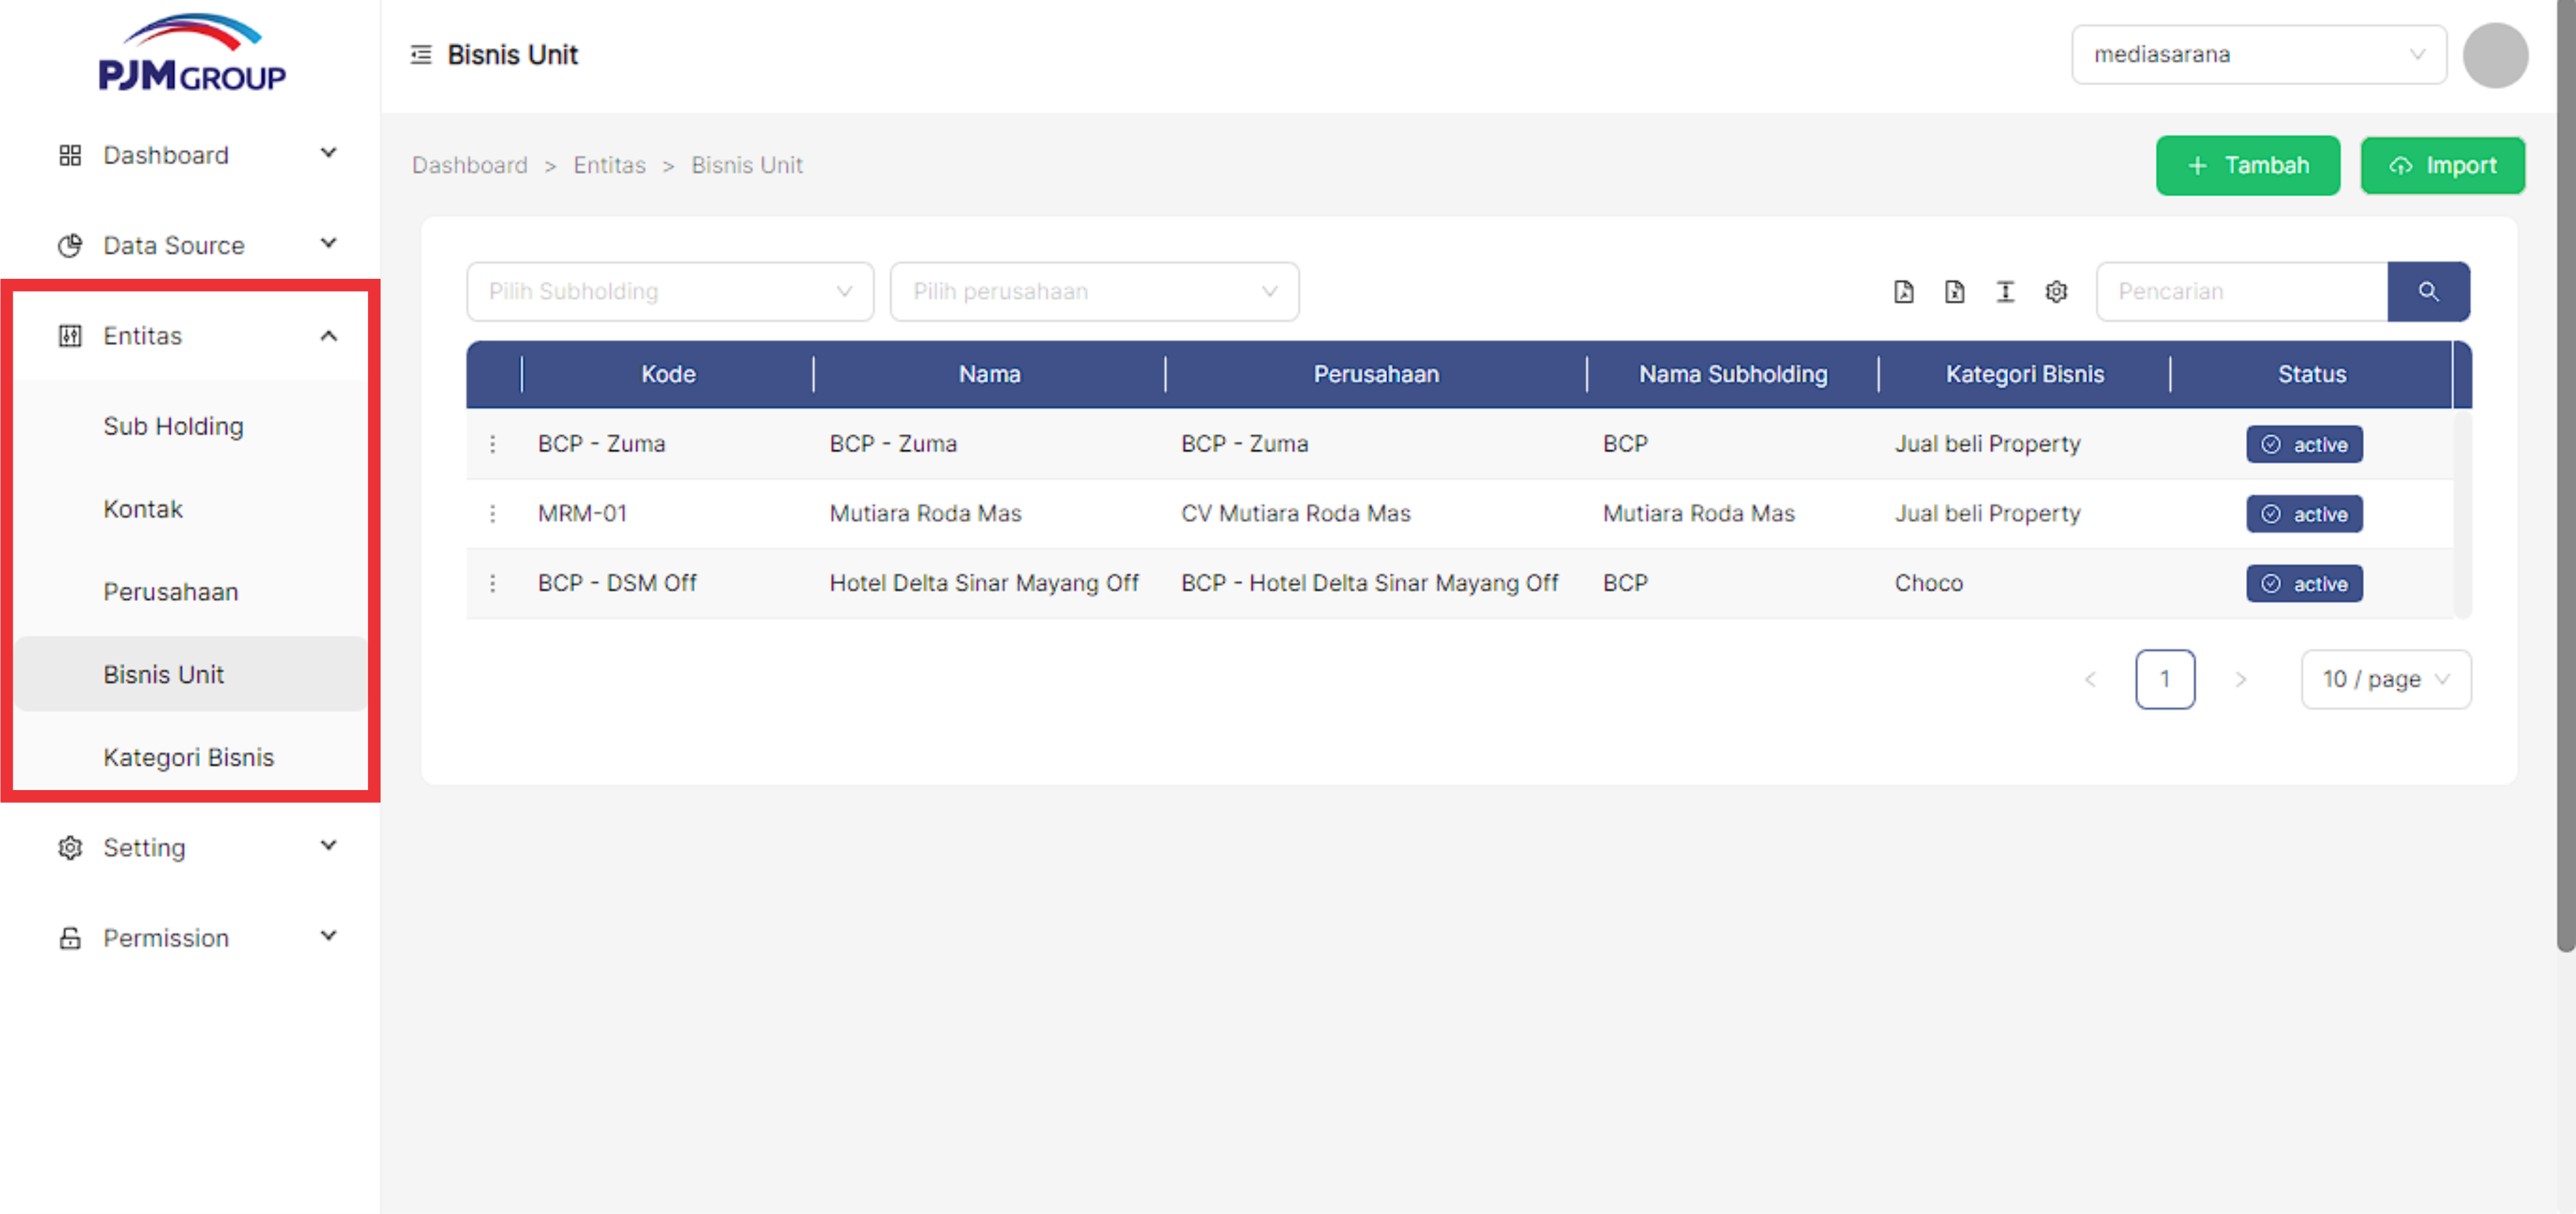 PJM GROUP
Bisnis Unit
mediasarana
Dashboard
Data Source
Entitas
Sub Holding
Kontak
Perusahaan
Bisnis Unit
Kategori Bisnis
Setting
Permission
Dashboard > Entitas > Bisnis Unit
+ Tambah
Import
Pilih Subholding
Pilih perusahaan
Pencarian
Kode Nama Perusahaan Nama Subholding Kategori Bisnis Status
BCP - Zuma BCP - Zuma BCP - Zuma BCP Jual beli Property active
MRM-01 Mutiara Roda Mas CV Mutiara Roda Mas Mutiara Roda Mas Jual beli Property active
BCP - DSM Off Hotel Delta Sinar Mayang Off BCP - Hotel Delta Sinar Mayang Off BCP Choco active
< 1 > 10 / page